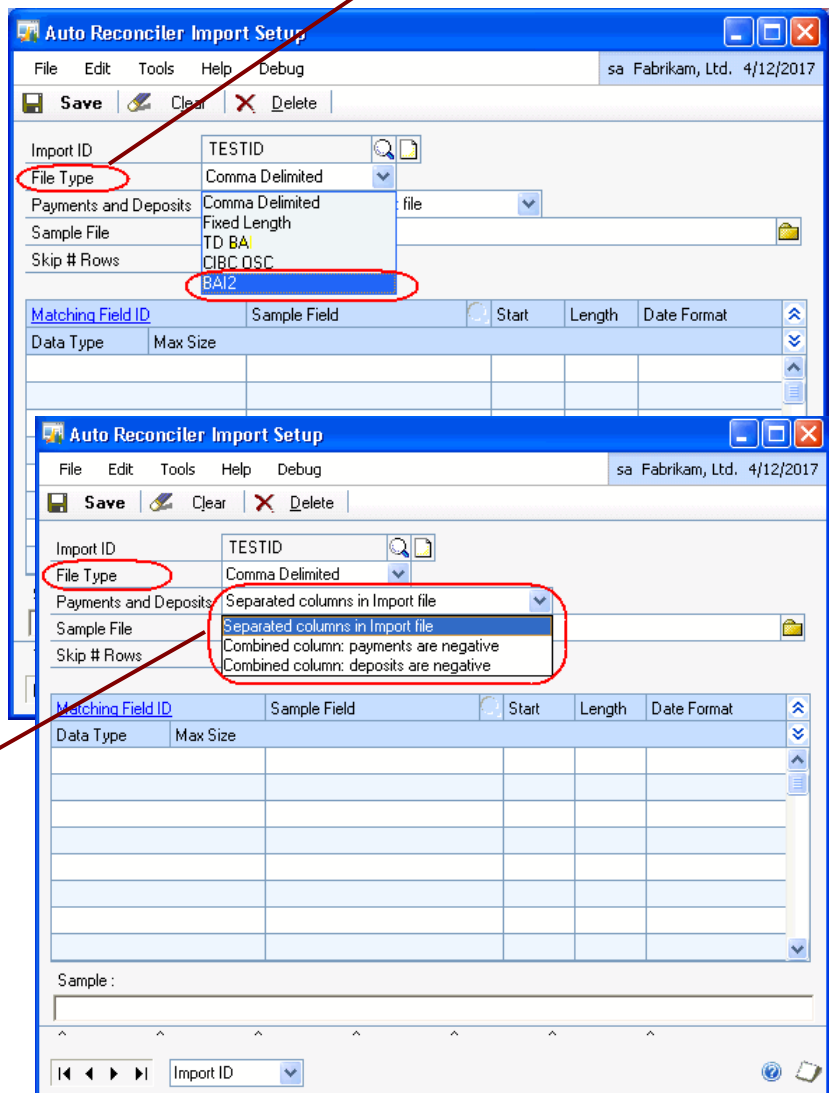 Auto Reconciler Import Setup
File Edit Tools Help Debug sa Fabrikam, Ltd. 4/12/2017
Save Clear Delete
Import ID TESTID
File Type Comma Delimited
Payments and Deposits Comma Delimited file
Fixed Length
Sample File TD BAI
Skip # Rows CIBC OSC
BAI2
Matching Field ID Sample Field Start Length Date Format
Data Type Max Size
Auto Reconciler Import Setup
File Edit Tools Help Debug sa Fabrikam, Ltd. 4/12/2017
Save Clear Delete
Import ID TESTID
File Type Comma Delimited
Payments and Deposits Separated columns in Import file
Sample File Separated columns in Import file
Combined column: payments are negative
Skip # Rows Combined column: deposits are negative
Matching Field ID Sample Field Start Length Date Format
Data Type Max Size
Sample :
Import ID